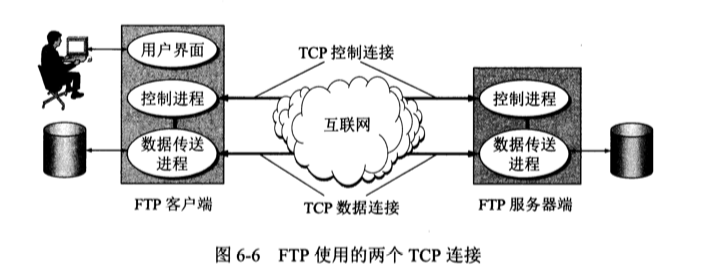 用户界面
TCP 控制连接
控制进程
互联网
控制进程
数据传送
进程
数据传送
进程
FTP 客户端
TCP 数据连接
FTP 服务器端
图 6-6 FTP 使用的两个 TCP 连接